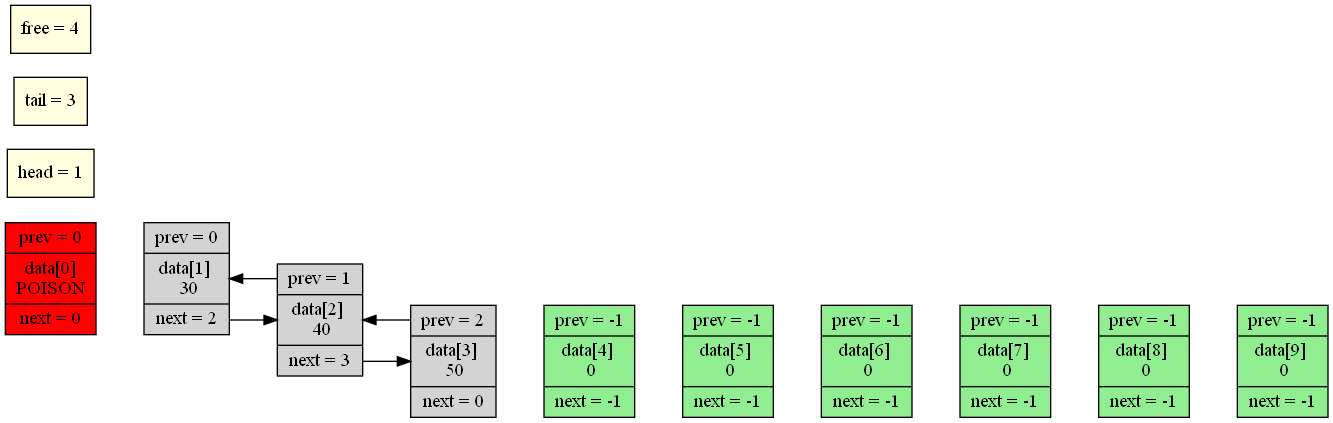 free = 4
tail = 3
head = 1
prev = 0
data[0]
POISON
next = 0
prev = 0
data[1]
30
next = 2
prev = 1
data[2]
40
next = 3
prev = 2
data[3]
50
next = 0
prev = -1
data[4]
0
next = -1
prev = -1
data[5]
0
next = -1
prev = -1
data[6]
0
next = -1
prev = -1
data[7]
0
next = -1
prev = -1
data[8]
0
next = -1
prev = -1
data[9]
0
next = -1